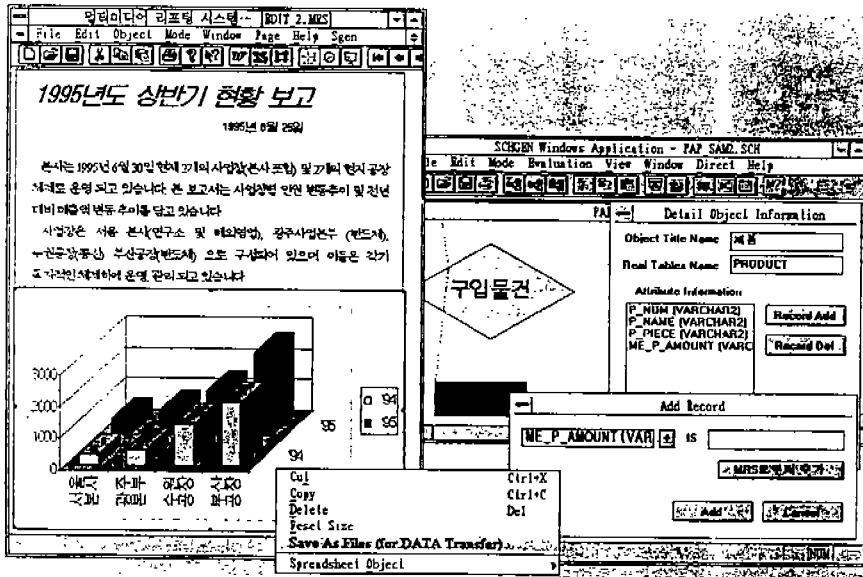 멀티미디어 리포팅 시스템-- [EDIT_2.MRS]
File Edit Object Mode Window Page Help Sgen
1995년도 상반기 현황 보고
1995년 6월 25일
본사는 1995년 6월 30일 현재 7개의 사업장(본사 포함) 및 2개의 현지 공장
체계로 운영 되고 있습니다. 본 보고서는 사업장별 인원 변동추이 및 전년
대비 매출액 변동 추이를 담고 있습니다
사업장은 서울 본사(연구소 및 해외영업), 광주사업본부 (반도체),
부산공장(반도체) 으로 구성되어 있으며 이들은 각기
독자적인 체계하에 운영, 관리 되고 있습니다
3000
2000
1000
0
95
94
94
95
SCHGEN Windows Application - PAP_SAM2.SCH
Edit Mode Evaluation View Window Direct Help
구입물건
Detail Object Information
Object Title Name 제품
Real Tables Name PRODUCT
Attribute Information
P_NUM (VARCHAR2)
P_NAME (VARCHAR2)
P_PIECE (VARCHAR2)
ME_P_AMOUNT (VARC
Record Add
Record Del
Add Record
ME_P_AMOUNT(VAR IS
Add Cancel
Cut Ctrl+X
Copy Ctrl+C
Delete Del
Reset Size
Save As Files (for DATA Transfer)
Spreadsheet Object
NUM